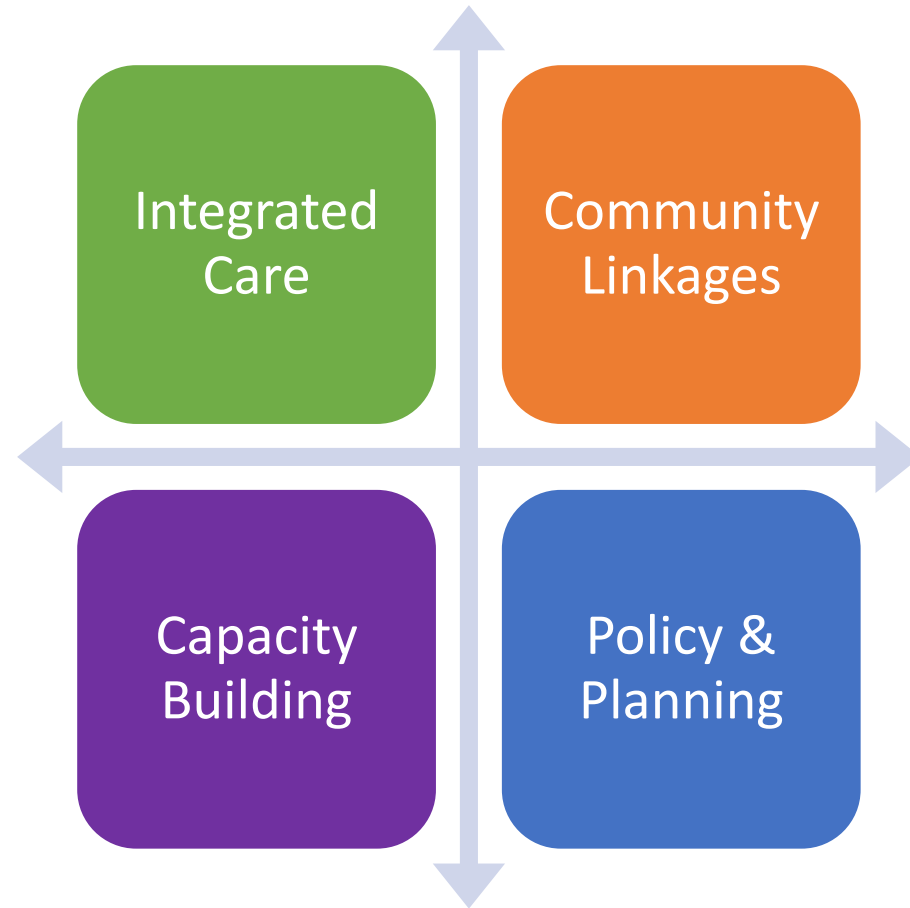 Integrated
Care
Community
Linkages
Capacity
Building
Policy &
Planning